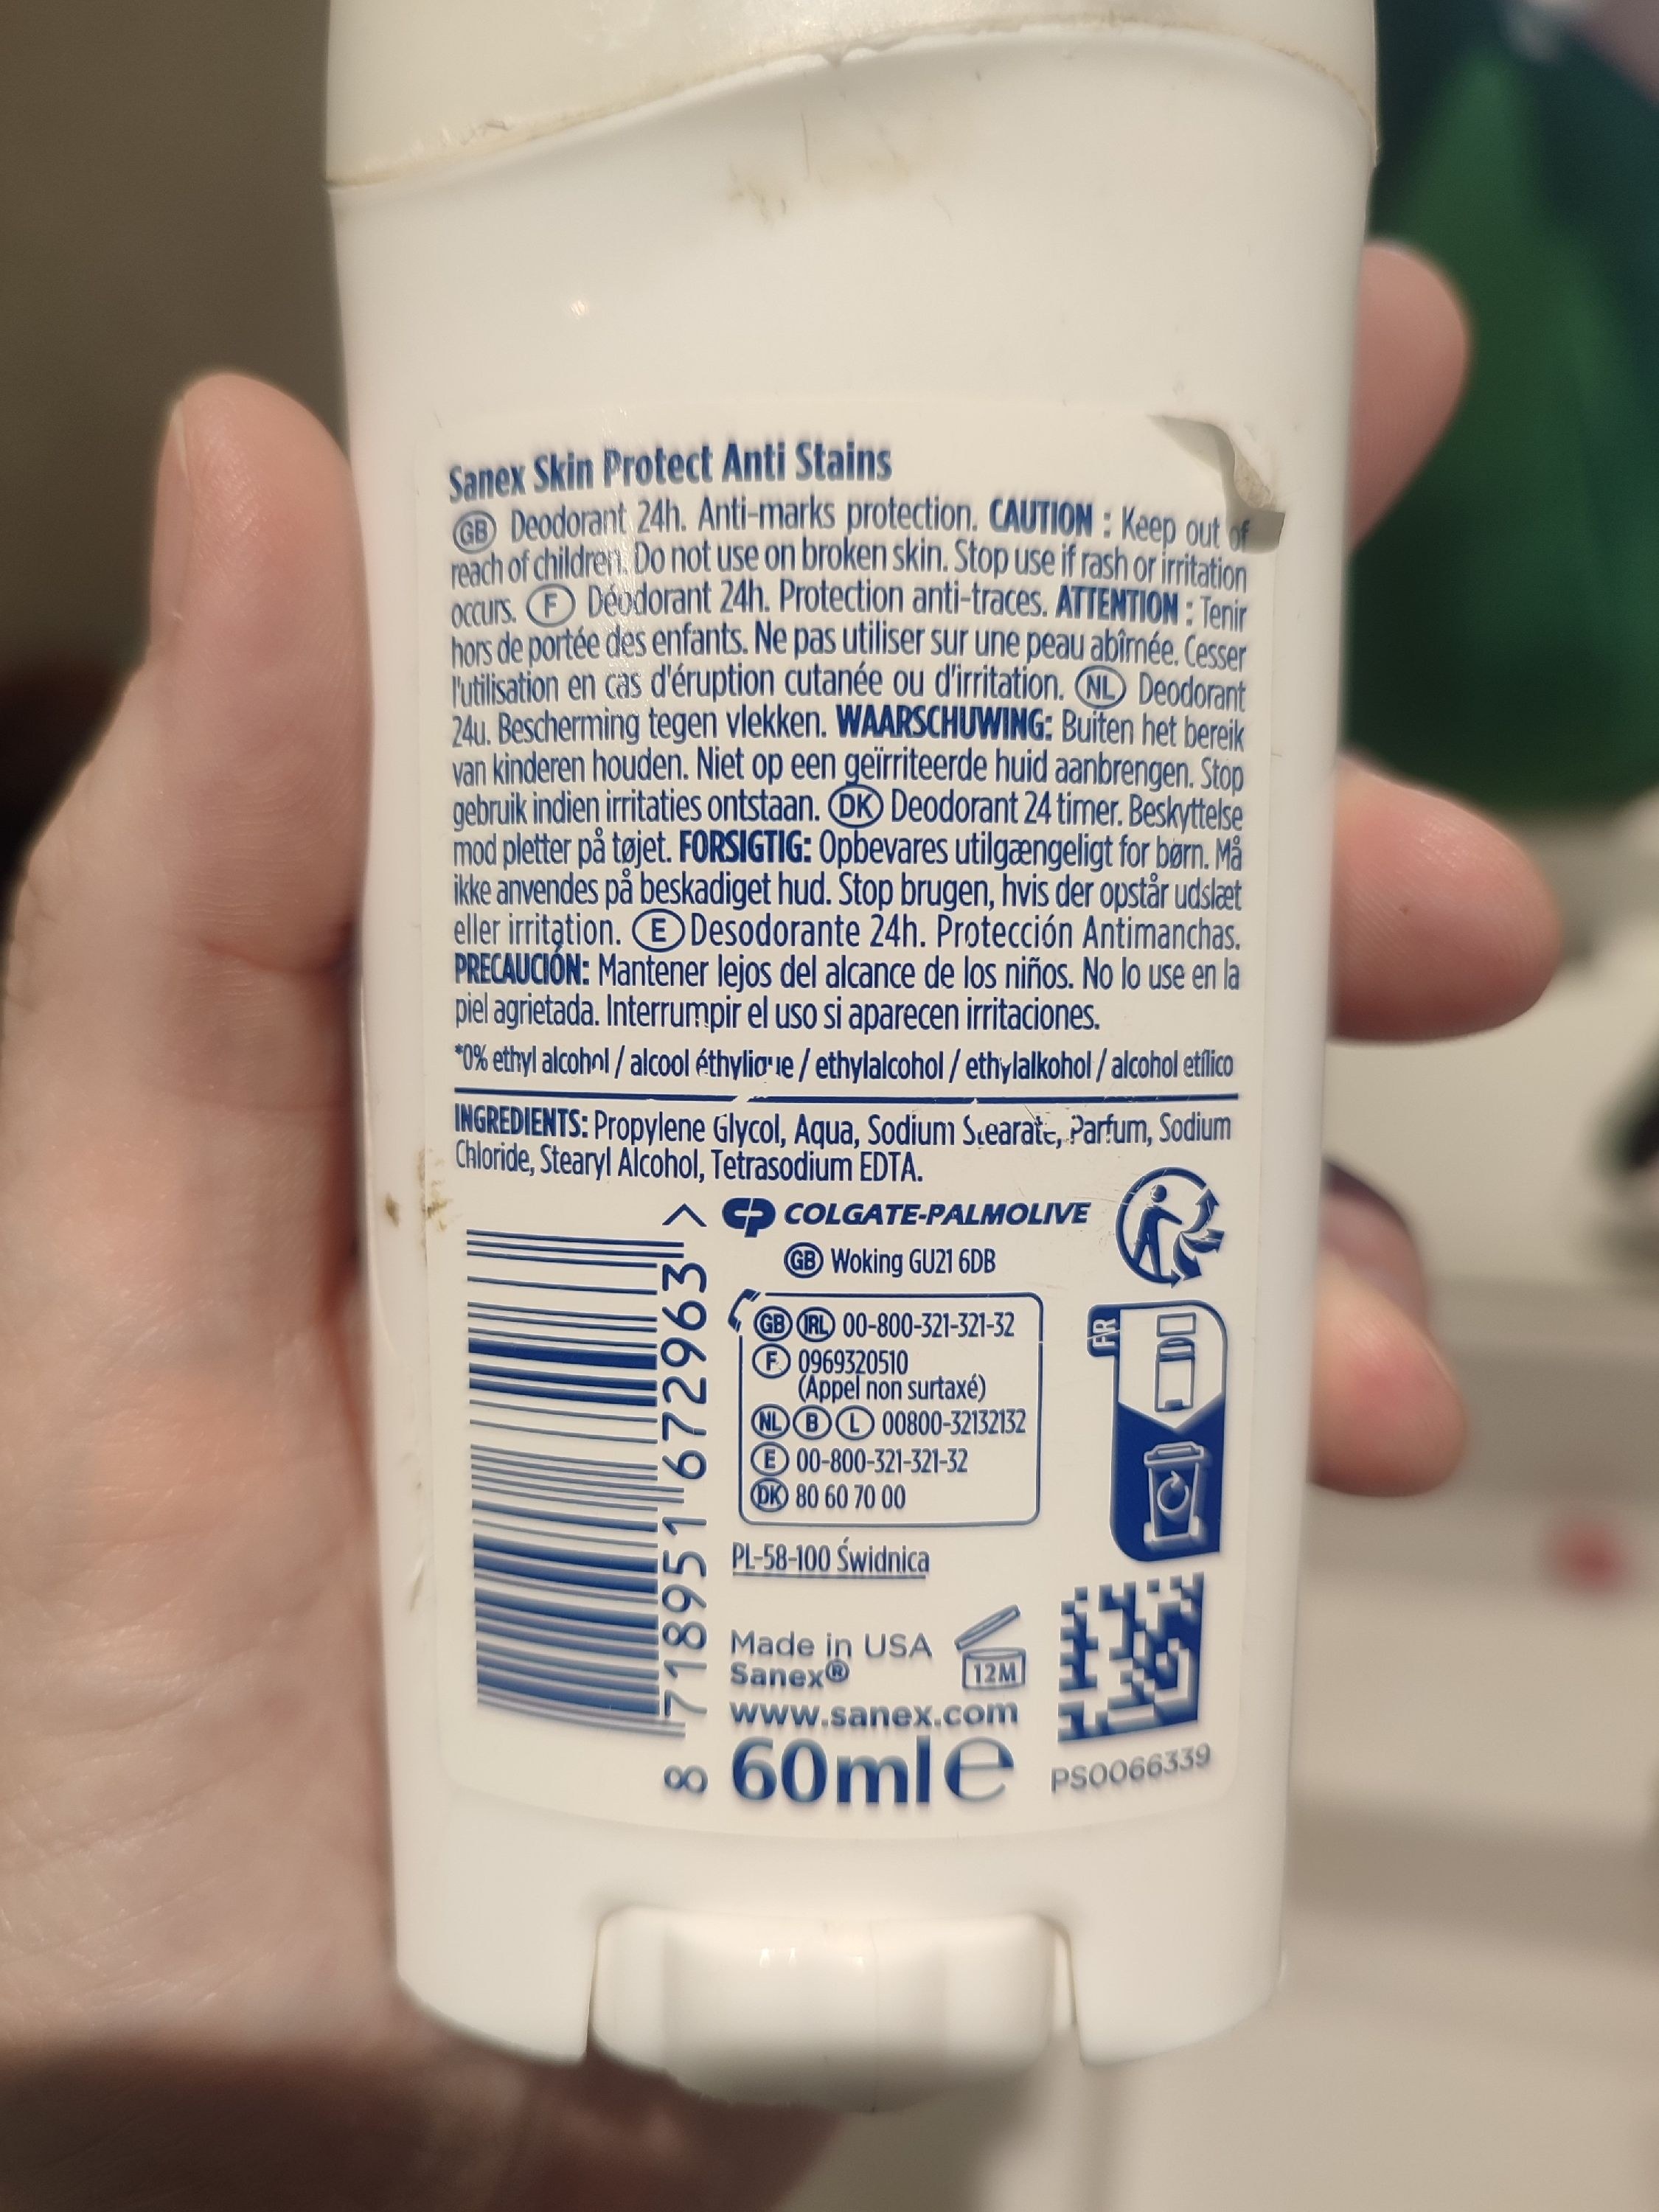 Sanex Skin Protect Anti Stains
GB Deodorant 24h. Anti-marks protection. CAUTION : Keep out of
reach of children. Do not use on broken skin. Stop use if rash or irritation
occurs. F Déodorant 24h. Protection anti-traces. ATTENTION : Tenir
hors de portée des enfants. Ne pas utiliser sur une peau abîmée. Cesser
l'utilisation en cas d'éruption cutanée ou d'irritation. NL Deodorant
24u. Bescherming tegen vlekken. WAARSCHUWING: Buiten het bereik
van kinderen houden. Niet op een geïrriteerde huid aanbrengen. Stop
gebruik indien irritaties ontstaan. DK Deodorant 24 timer. Beskyttelse
mod pletter på tøjet. FORSIGTIG: Opbevares utilgængeligt for børn. Må
ikke anvendes på beskadiget hud. Stop brugen, hvis der opstår udslæt
eller irritation. E Desodorante 24h. Protección Antimanchas.
PRECAUCIÓN: Mantener lejos del alcance de los niños. No lo use en la
piel agrietada. Interrumpir el uso si aparecen irritaciones.
*0% ethyl alcohol / alcool éthylique / ethylalcohol / ethylalkohol / alcohol etílico
INGREDIENTS: Propylene Glycol, Aqua, Sodium Stearate, Parfum, Sodium
Chloride, Stearyl Alcohol, Tetrasodium EDTA.
CP COLGATE-PALMOLIVE
GB Woking GU21 6DB
GB IRL 00-800-321-321-32
F 0969320510
(Appel non surtaxé)
NL B L 00800-32132132
E 00-800-321-321-32
DK 80 60 70 00
FR
PL-58-100 Świdnica
Made in USA
Sanex®
12M
www.sanex.com
60ml e
PS0066339
8 718951 672963 >